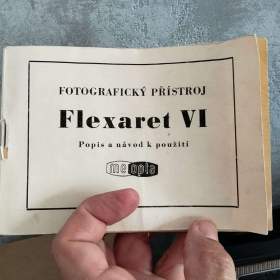 FOTOGRAFICKÝ PŘÍSTROJ
Flexaret VI
Popis a návod k použití
meopta